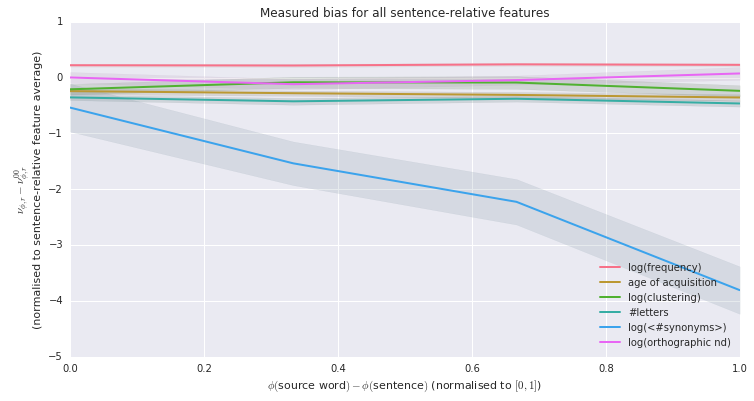 Measured bias for all sentence-relative features
1
0
−1
−2
−3
−4
−5
0.0 0.2 0.4 0.6 0.8 1.0
ν_{ϕ,r} − ν^{00}_{ϕ,r}
(normalised to sentence-relative feature average)
log(frequency)
age of acquisition
log(clustering)
#letters
log(<#synonyms>)
log(orthographic nd)
ϕ(source word) − ϕ(sentence) (normalised to [0, 1])